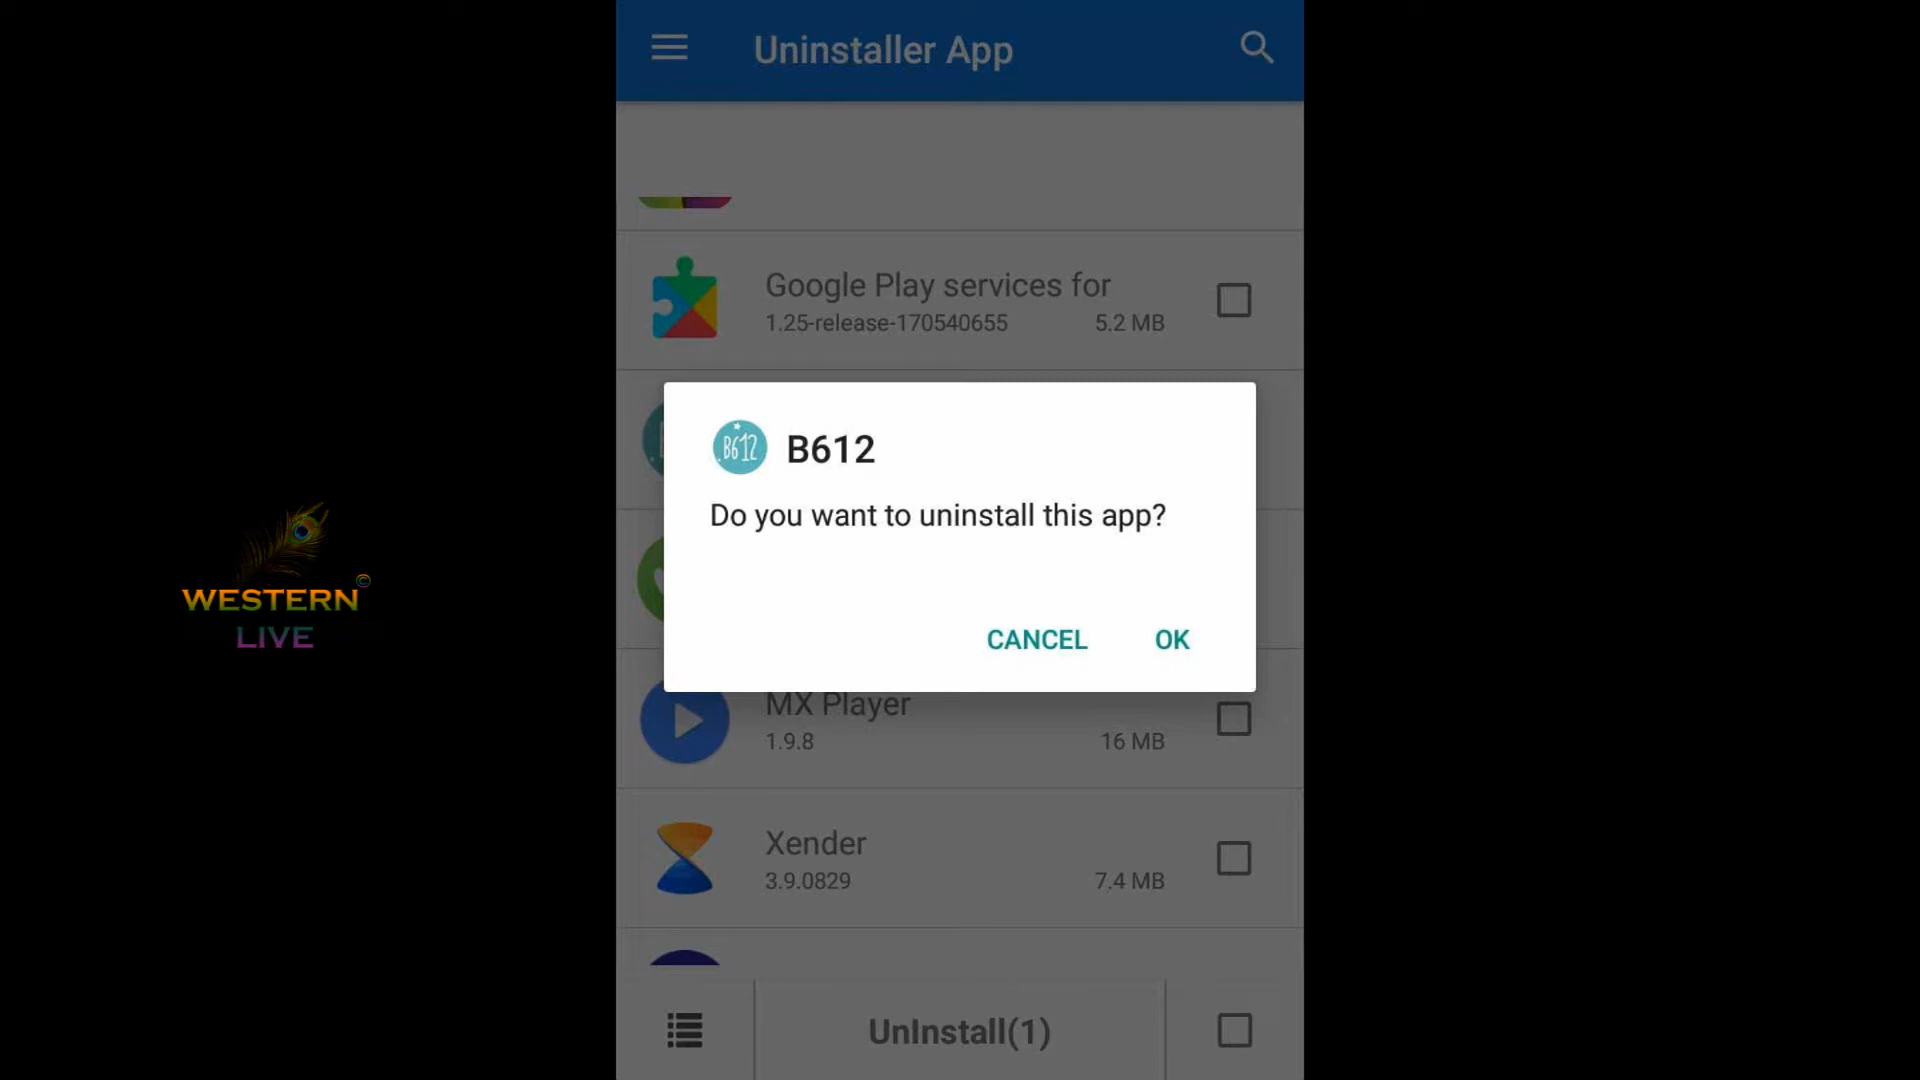 Uninstaller App
Google Play services for
1.25-release-170540655 5.2 MB
B612 B612
Do you want to uninstall this app?
CANCEL OK
MX Player
1.9.8 16 MB
Xender
3.9.0829 7.4 MB
UnInstall(1)
WESTERN©
LIVE